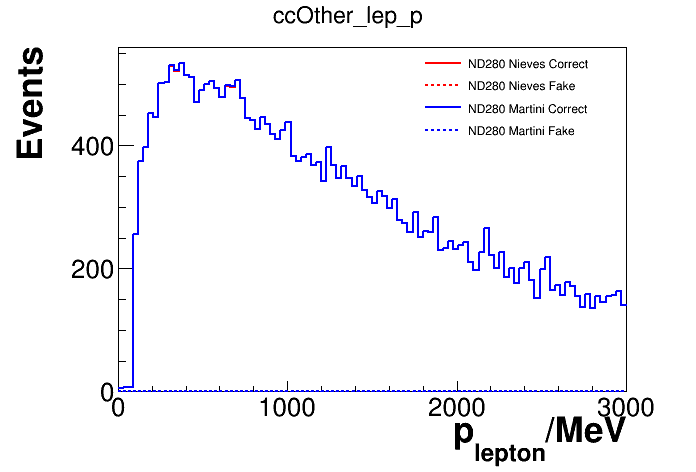 ccOther_lep_p
Events
ND280 Nieves Correct
ND280 Nieves Fake
ND280 Martini Correct
ND280 Martini Fake
400
200
0
0 1000 2000 3000
p_lepton/MeV